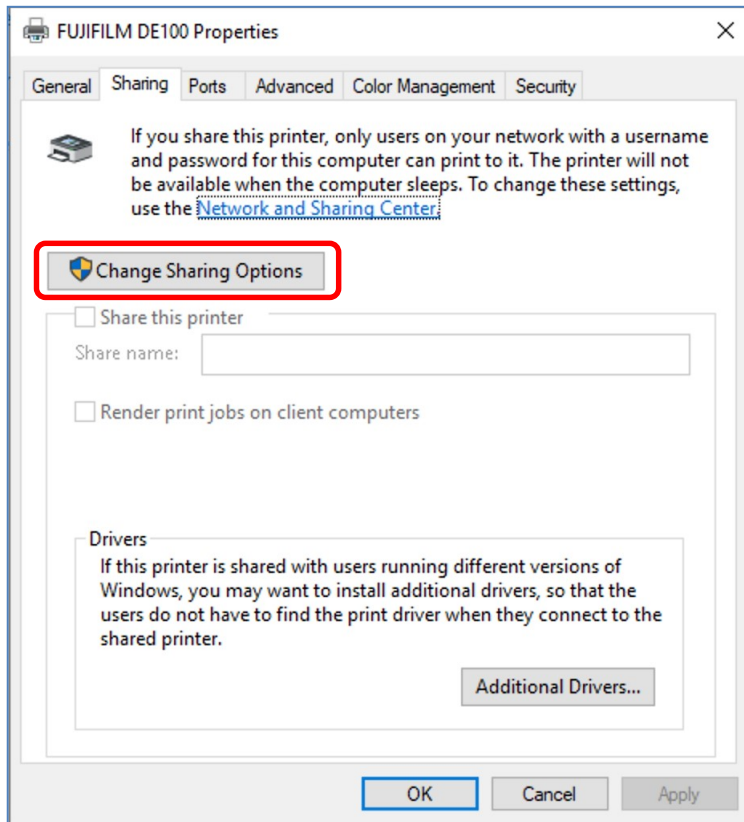 FUJIFILM DE100 Properties
General Sharing Ports Advanced Color Management Security
If you share this printer, only users on your network with a username
and password for this computer can print to it. The printer will not
be available when the computer sleeps. To change these settings,
use the Network and Sharing Center.
Change Sharing Options
Share this printer
Share name:
Render print jobs on client computers
Drivers
If this printer is shared with users running different versions of
Windows, you may want to install additional drivers, so that the
users do not have to find the print driver when they connect to the
shared printer.
Additional Drivers...
OK Cancel Apply